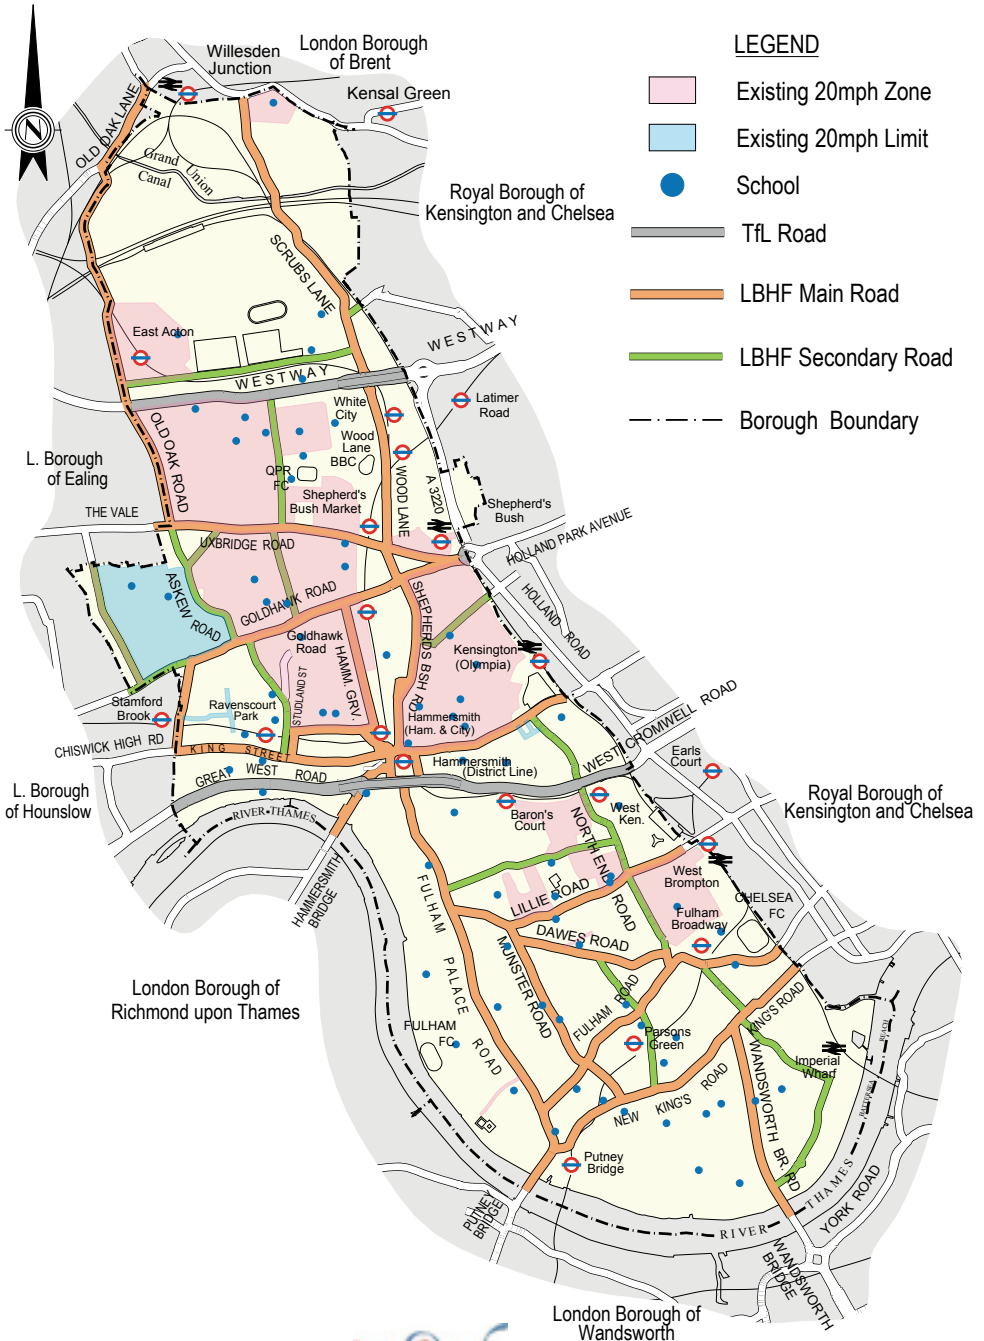 LEGEND
Existing 20mph Zone
Existing 20mph Limit
School
TfL Road
LBHF Main Road
LBHF Secondary Road
Borough Boundary
N
Willesden
Junction
London Borough
of Brent
Kensal Green
OLD OAK LANE
Grand Union
Canal
Royal Borough of
Kensington and Chelsea
SCRUBS LANE
East Acton
WESTWAY
WESTWAY
White
City
Latimer
Road
OLD OAK ROAD
Wood
Lane
BBC
L. Borough
of Ealing
QPR
FC
WOOD LANE
A 3220
Shepherd's
Bush Market
Shepherd's
Bush
THE VALE
UXBRIDGE ROAD
HOLLAND PARK AVENUE
ASKEW ROAD
GOLDHAWK ROAD
SHEPHERDS BSH RD
HOLLAND ROAD
Goldhawk
Road
Kensington
(Olympia)
HAMM. GRV.
STUDLAND ST
Stamford
Brook
Ravenscourt
Park
Hammersmith
(Ham. & City)
CHISWICK HIGH RD
KING STREET
WEST CROMWELL ROAD
Earls
Court
Hammersmith
(District Line)
GREAT WEST ROAD
L. Borough
of Hounslow
RIVER THAMES
Royal Borough of
Kensington and Chelsea
Baron's
Court
West
Ken.
NORTH END ROAD
HAMMERSMITH
BRIDGE
West
Brompton
LILLIE ROAD
CHELSEA
FC
Fulham
Broadway
FULHAM PALACE ROAD
DAWES ROAD
MUNSTER ROAD
London Borough of
Richmond upon Thames
FULHAM ROAD
KING'S ROAD
FULHAM
FC
Parsons
Green
Imperial
Wharf
BATTERSEA REACH
NEW KING'S ROAD
WANDSWORTH BR. RD
Putney
Bridge
PUTNEY
BRIDGE
RIVER THAMES
YORK ROAD
WANDSWORTH
BRIDGE
London Borough of
Wandsworth